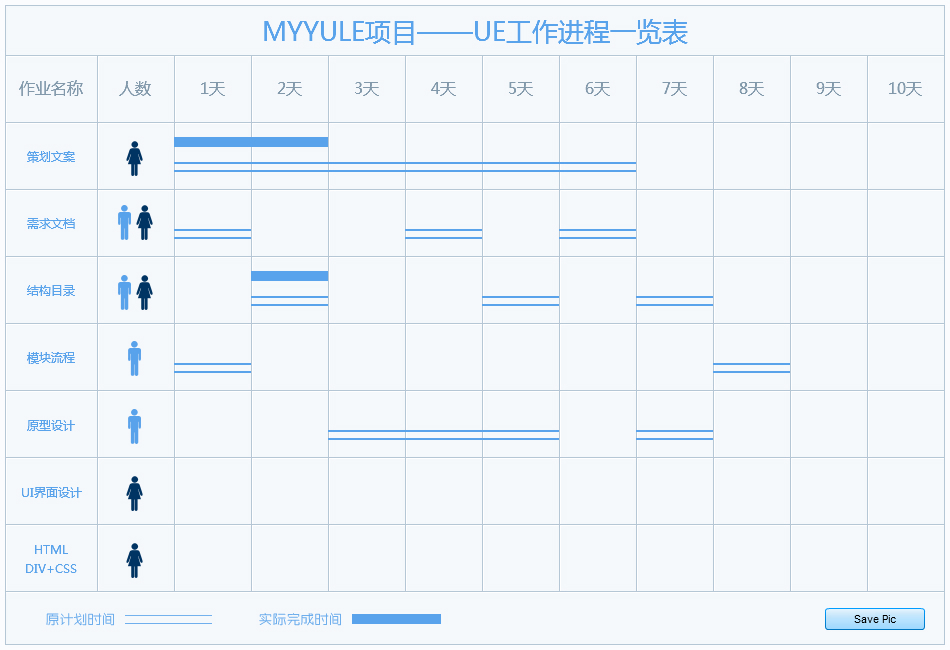 MYYULE项目——UE工作进程一览表
作业名称 人数 1天 2天 3天 4天 5天 6天 7天 8天 9天 10天
策划文案
需求文档
结构目录
模块流程
原型设计
UI界面设计
HTML
DIV+CSS
原计划时间 实际完成时间 Save Pic